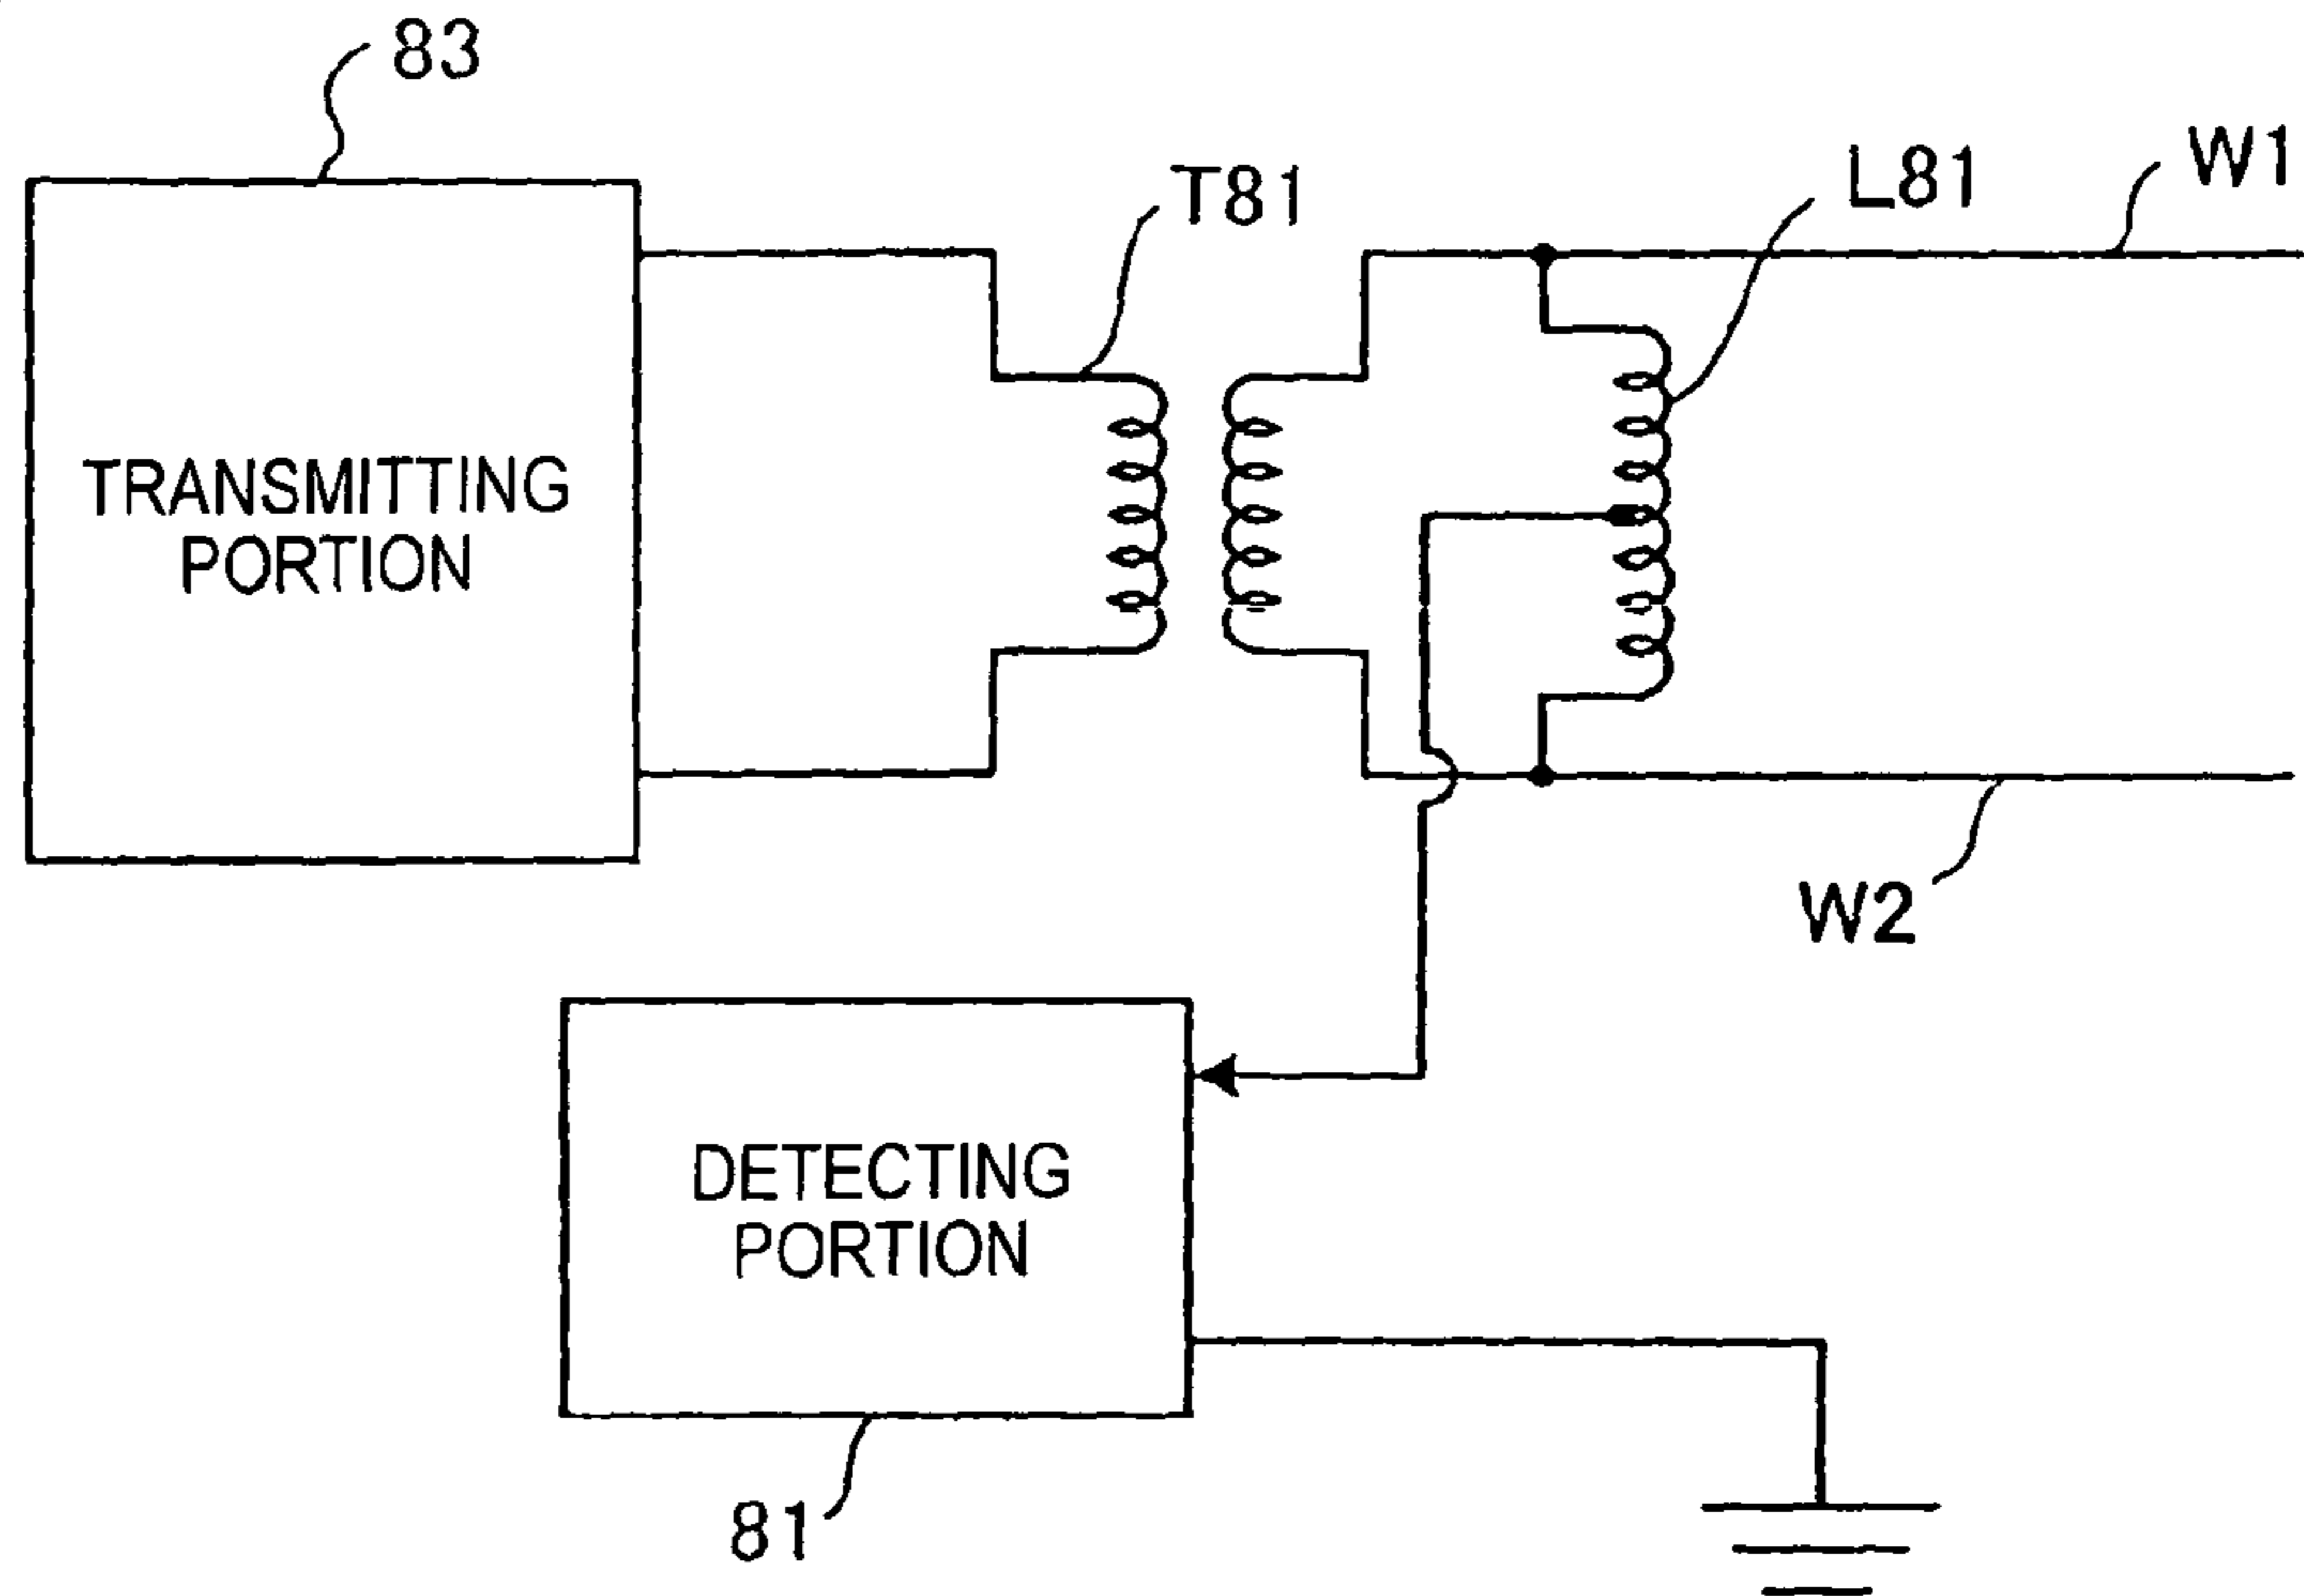 83
T81
L81
W1
TRANSMITTING
PORTION
W2
DETECTING
PORTION
81